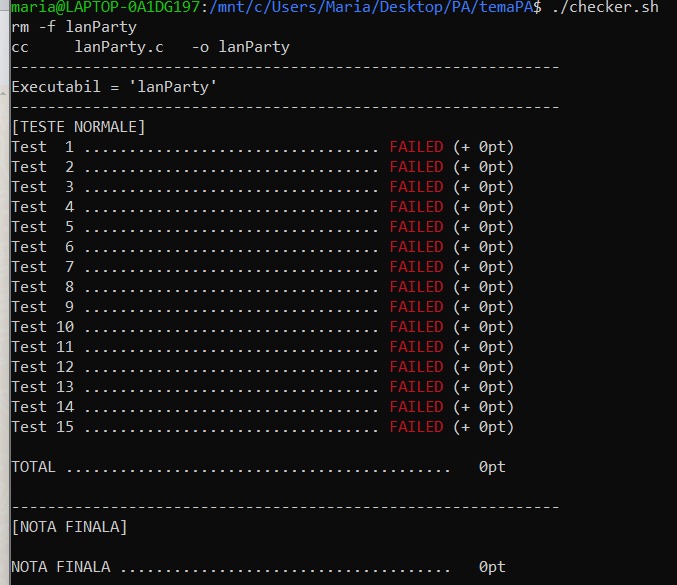 maria@LAPTOP-0A1DG197:/mnt/c/Users/Maria/Desktop/PA/temaPA$ ./checker.sh
rm -f lanParty
cc     lanParty.c   -o lanParty
-------------------------------------------------------------
Executabil = 'lanParty'
-------------------------------------------------------------
[TESTE NORMALE]
Test  1 ................................. FAILED (+ 0pt)
Test  2 ................................. FAILED (+ 0pt)
Test  3 ................................. FAILED (+ 0pt)
Test  4 ................................. FAILED (+ 0pt)
Test  5 ................................. FAILED (+ 0pt)
Test  6 ................................. FAILED (+ 0pt)
Test  7 ................................. FAILED (+ 0pt)
Test  8 ................................. FAILED (+ 0pt)
Test  9 ................................. FAILED (+ 0pt)
Test 10 ................................. FAILED (+ 0pt)
Test 11 ................................. FAILED (+ 0pt)
Test 12 ................................. FAILED (+ 0pt)
Test 13 ................................. FAILED (+ 0pt)
Test 14 ................................. FAILED (+ 0pt)
Test 15 ................................. FAILED (+ 0pt)
TOTAL ...........................................   0pt
-------------------------------------------------------------
[NOTA FINALA]
NOTA FINALA .....................................   0pt